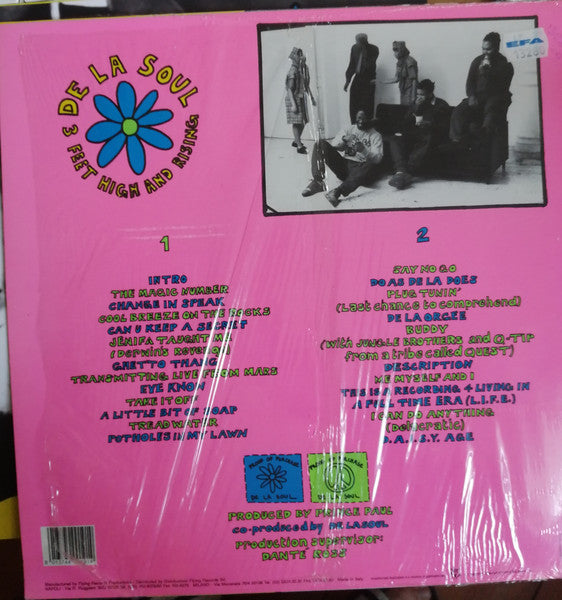 DE LA SOUL
3 FEET HIGH AND RISING
EFA
1
INTRO
THE MAGIC NUMBER
CHANGE IN SPEAK
COOL BREEZE ON THE ROCKS
CAN U KEEP A SECRET
JENIFA TAUGHT ME
(Derwin's Revenge)
GHETTO THANG
TRANSMITTING LIVE FROM MARS
EYE KNOW
TAKE IT OFF
A LITTLE BIT OF SOAP
TREAD WATER
POTHOLES IN MY LAWN
2
SAY NO GO
DO AS DE LA DOES
PLUG TUNIN'
(Last chance to comprehend)
DE LA ORGEE
BUDDY
(with JUNGLE BROTHERS and Q-TIP
from a tribe called QUEST)
DESCRIPTION
ME MYSELF AND I
THIS IS A RECORDING 4 LIVING IN
A FULL TIME ERA (L.I.F.E.)
I CAN DO ANYTHING
(Delacratic)
D.A.I.S.Y. AGE
DE LA SOUL
DE LA SOUL
PRODUCED BY PRINCE PAUL
co-produced by DE LA SOUL
Production supervisor:
DANTE ROSS
Made in Italy